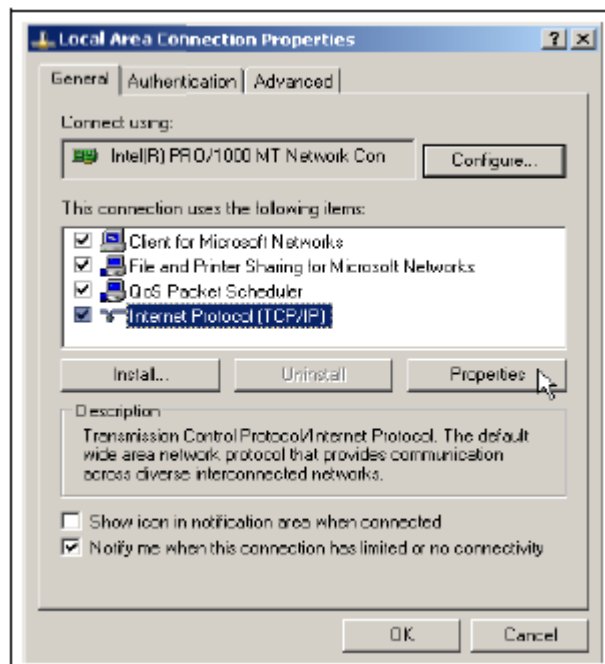 Local Area Connection Properties
General
Authentication
Advanced
Connect using:
Intel(R) PRO/1000 MT Network Con
Configure...
This connection uses the following items:
Client for Microsoft Networks
File and Printer Sharing for Microsoft Networks
QoS Packet Scheduler
Internet Protocol (TCP/IP)
Install...
Uninstall
Properties
Description
Transmission Control Protocol/Internet Protocol. The default
wide area network protocol that provides communication
across diverse interconnected networks.
Show icon in notification area when connected
Notify me when this connection has limited or no connectivity
OK
Cancel